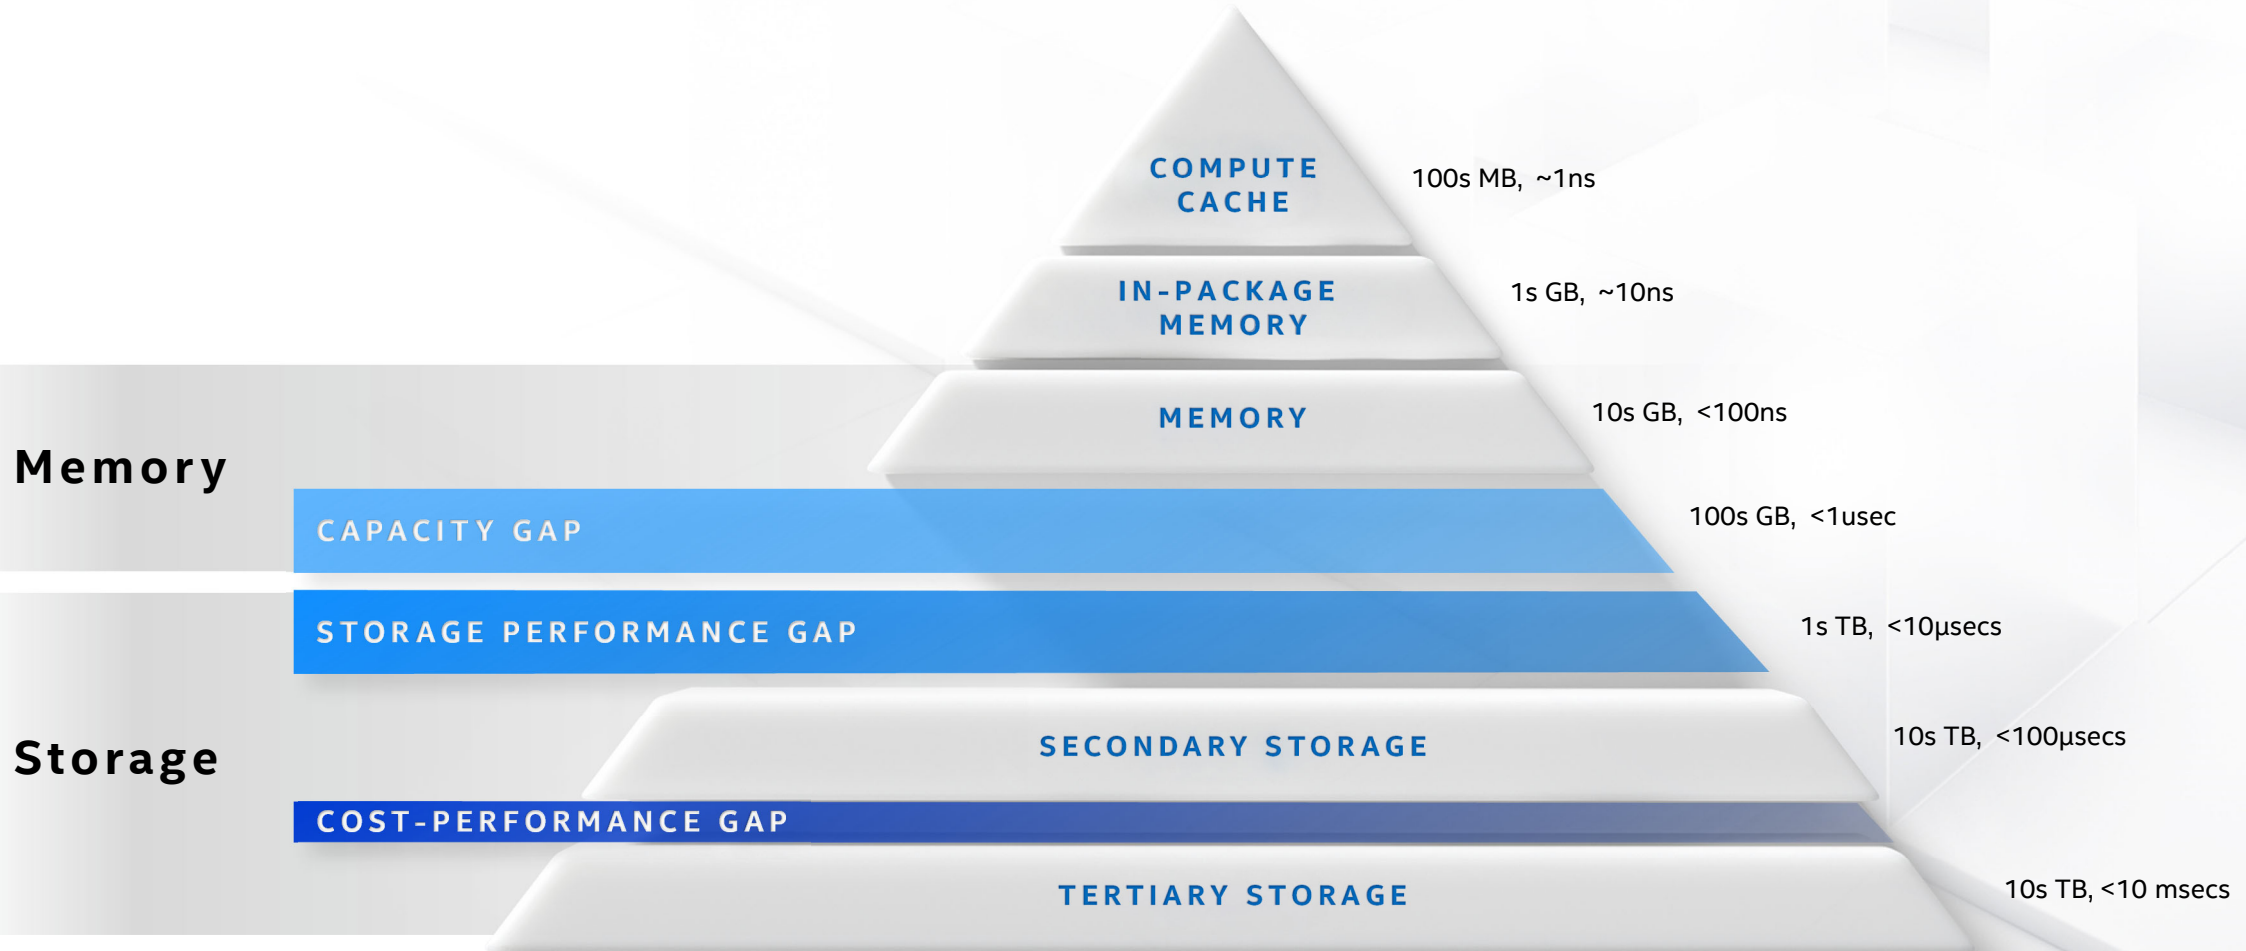 COMPUTE
CACHE
100s MB, ~1ns
IN-PACKAGE
MEMORY
1s GB, ~10ns
MEMORY
10s GB, <100ns
Memory
CAPACITY GAP
100s GB, <1usec
STORAGE PERFORMANCE GAP
1s TB, <10µsecs
Storage
SECONDARY STORAGE
10s TB, <100µsecs
COST-PERFORMANCE GAP
TERTIARY STORAGE
10s TB, <10 msecs